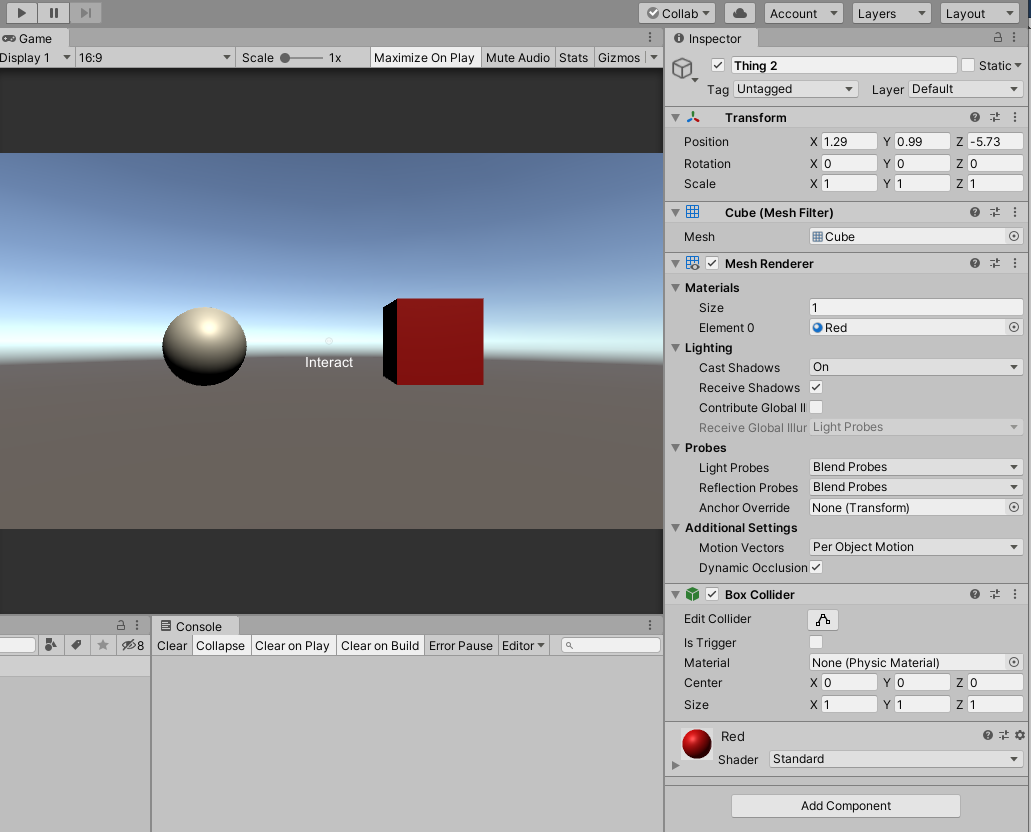 Collab
Account
Layers
Layout
Game
Display 1
16:9
Scale
1x
Maximize On Play
Mute Audio
Stats
Gizmos
Interact
8
Console
Clear
Collapse
Clear on Play
Clear on Build
Error Pause
Editor
Inspector
Thing 2
Static
Tag Untagged
Layer Default
Transform
Position X 1.29 Y 0.99 Z -5.73
Rotation X 0 Y 0 Z 0
Scale X 1 Y 1 Z 1
Cube (Mesh Filter)
Mesh Cube
Mesh Renderer
Materials
Size 1
Element 0 Red
Lighting
Cast Shadows On
Receive Shadows
Contribute Global Il
Receive Global Illur Light Probes
Probes
Light Probes Blend Probes
Reflection Probes Blend Probes
Anchor Override None (Transform)
Additional Settings
Motion Vectors Per Object Motion
Dynamic Occlusion
Box Collider
Edit Collider
Is Trigger
Material None (Physic Material)
Center X 0 Y 0 Z 0
Size X 1 Y 1 Z 1
Red
Shader Standard
Add Component